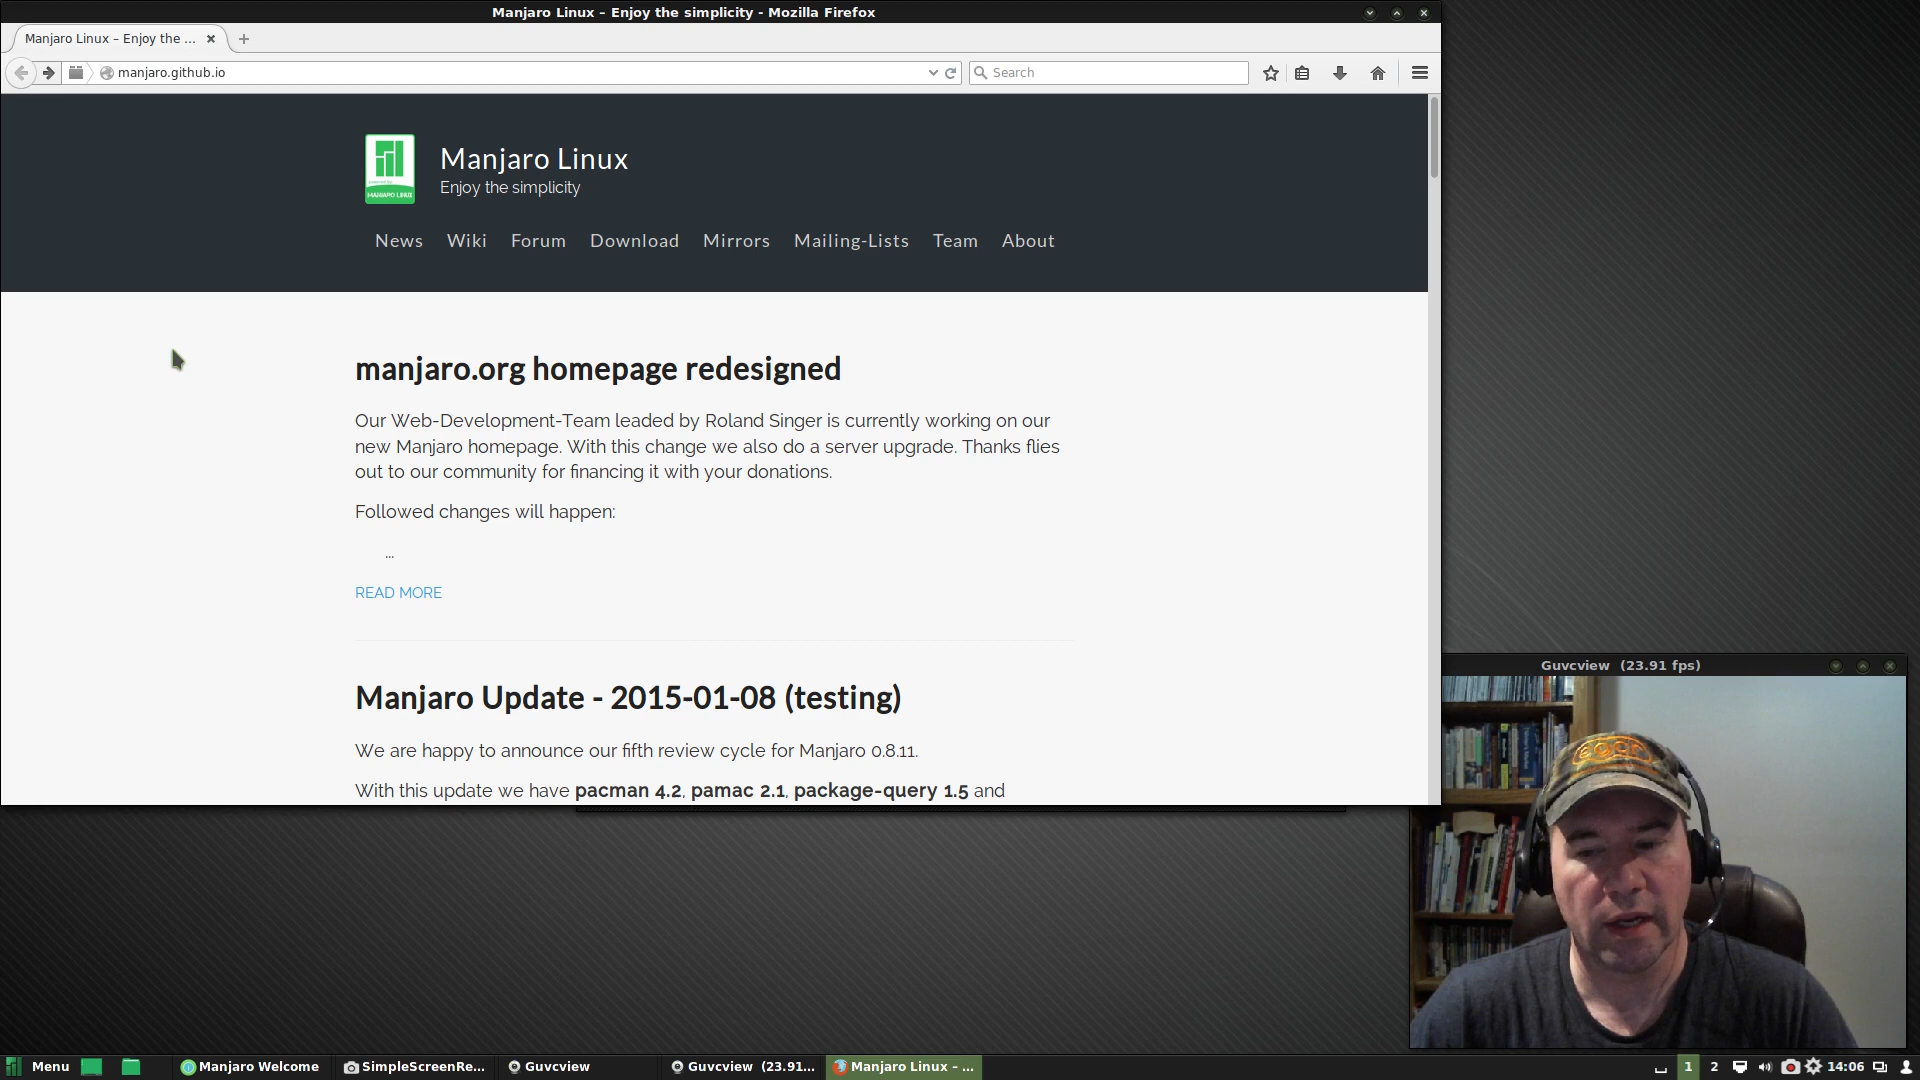 Manjaro Linux – Enjoy the simplicity - Mozilla Firefox
Manjaro Linux – Enjoy the ...
manjaro.github.io
Search
MANJARO LINUX
Manjaro Linux
Enjoy the simplicity
News Wiki Forum Download Mirrors Mailing-Lists Team About
manjaro.org homepage redesigned
Our Web-Development-Team leaded by Roland Singer is currently working on our
new Manjaro homepage. With this change we also do a server upgrade. Thanks flies
out to our community for financing it with your donations.
Followed changes will happen:
...
READ MORE
Manjaro Update - 2015-01-08 (testing)
We are happy to announce our fifth review cycle for Manjaro 0.8.11.
With this update we have pacman 4.2, pamac 2.1, package-query 1.5 and
Guvcview (23.91 fps)
Menu
Manjaro Welcome
SimpleScreenRe...
Guvcview
Guvcview (23.91...
Manjaro Linux – ...
1
2
14:06